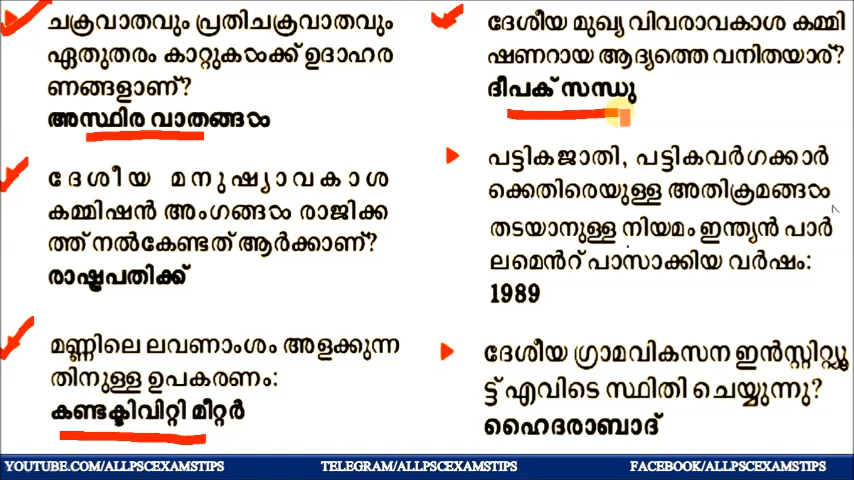 ചക്രവാതവും പ്രതിചക്രവാതവും
ഏതുതരം കാറ്റുകൾക്ക് ഉദാഹര
ണങ്ങളാണ്?
അസ്ഥിര വാതങ്ങൾ
ദേശീയ മനുഷ്യാവകാശ
കമ്മിഷൻ അംഗങ്ങൾ രാജിക്ക
ത്ത് നൽകേണ്ടത് ആർക്കാണ്?
രാഷ്ട്രപതിക്ക്
മണ്ണിലെ ലവണാംശം അളക്കുന്ന
തിനുള്ള ഉപകരണം:
കണ്ടക്ടിവിറ്റി മീറ്റർ
ദേശീയ മുഖ്യ വിവരാവകാശ കമ്മി
ഷണറായ ആദ്യത്തെ വനിതയാര്?
ദീപക് സന്ധു
പട്ടികജാതി, പട്ടികവർഗക്കാർ
ക്കെതിരെയുള്ള അതിക്രമങ്ങൾ
തടയാനുള്ള നിയമം ഇന്ത്യൻ പാർ
ലമെൻറ് പാസാക്കിയ വർഷം:
1989
ദേശീയ ഗ്രാമവികസന ഇൻസ്റ്റിറ്റ്യൂ
ട്ട് എവിടെ സ്ഥിതി ചെയ്യുന്നു?
ഹൈദരാബാദ്
YOUTUBE.COM/ALLPSCEXAMSTIPS TELEGRAM/ALLPSCEXAMSTIPS FACEBOOK/ALLPSCEXAMSTIPS